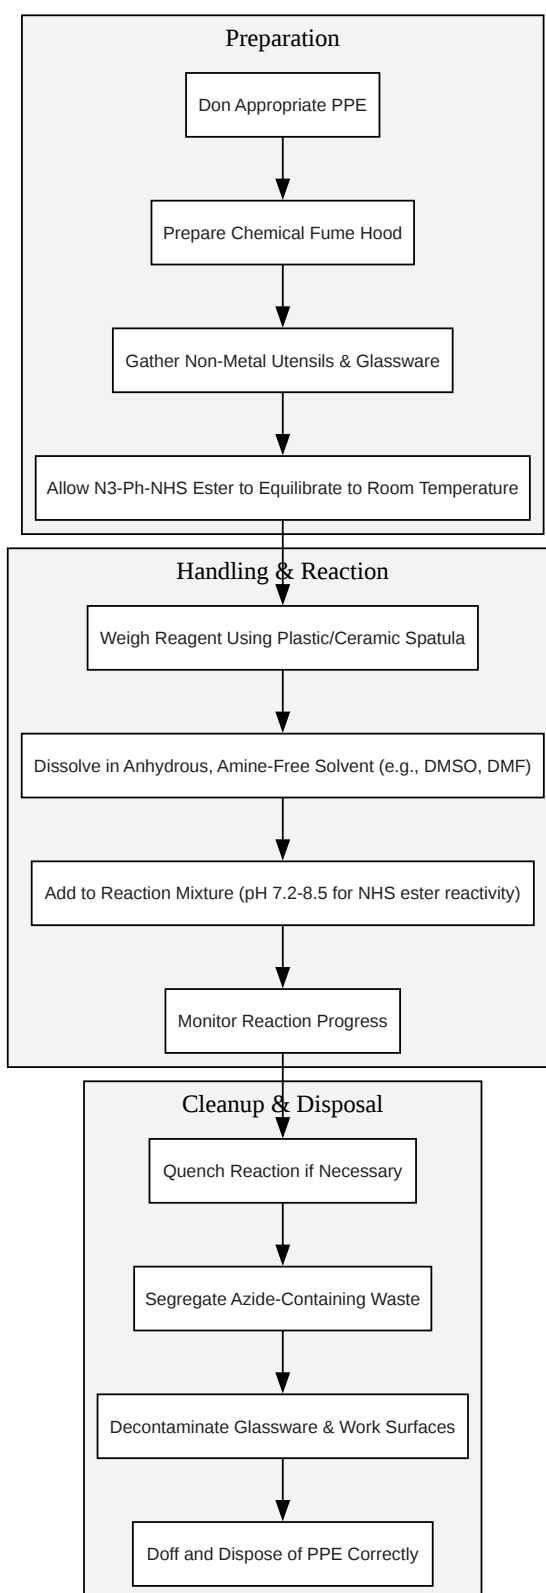 Preparation
Don Appropriate PPE
Prepare Chemical Fume Hood
Gather Non-Metal Utensils & Glassware
Allow N3-Ph-NHS Ester to Equilibrate to Room Temperature
Handling & Reaction
Weigh Reagent Using Plastic/Ceramic Spatula
Dissolve in Anhydrous, Amine-Free Solvent (e.g., DMSO, DMF)
Add to Reaction Mixture (pH 7.2-8.5 for NHS ester reactivity)
Monitor Reaction Progress
Cleanup & Disposal
Quench Reaction if Necessary
Segregate Azide-Containing Waste
Decontaminate Glassware & Work Surfaces
Doff and Dispose of PPE Correctly